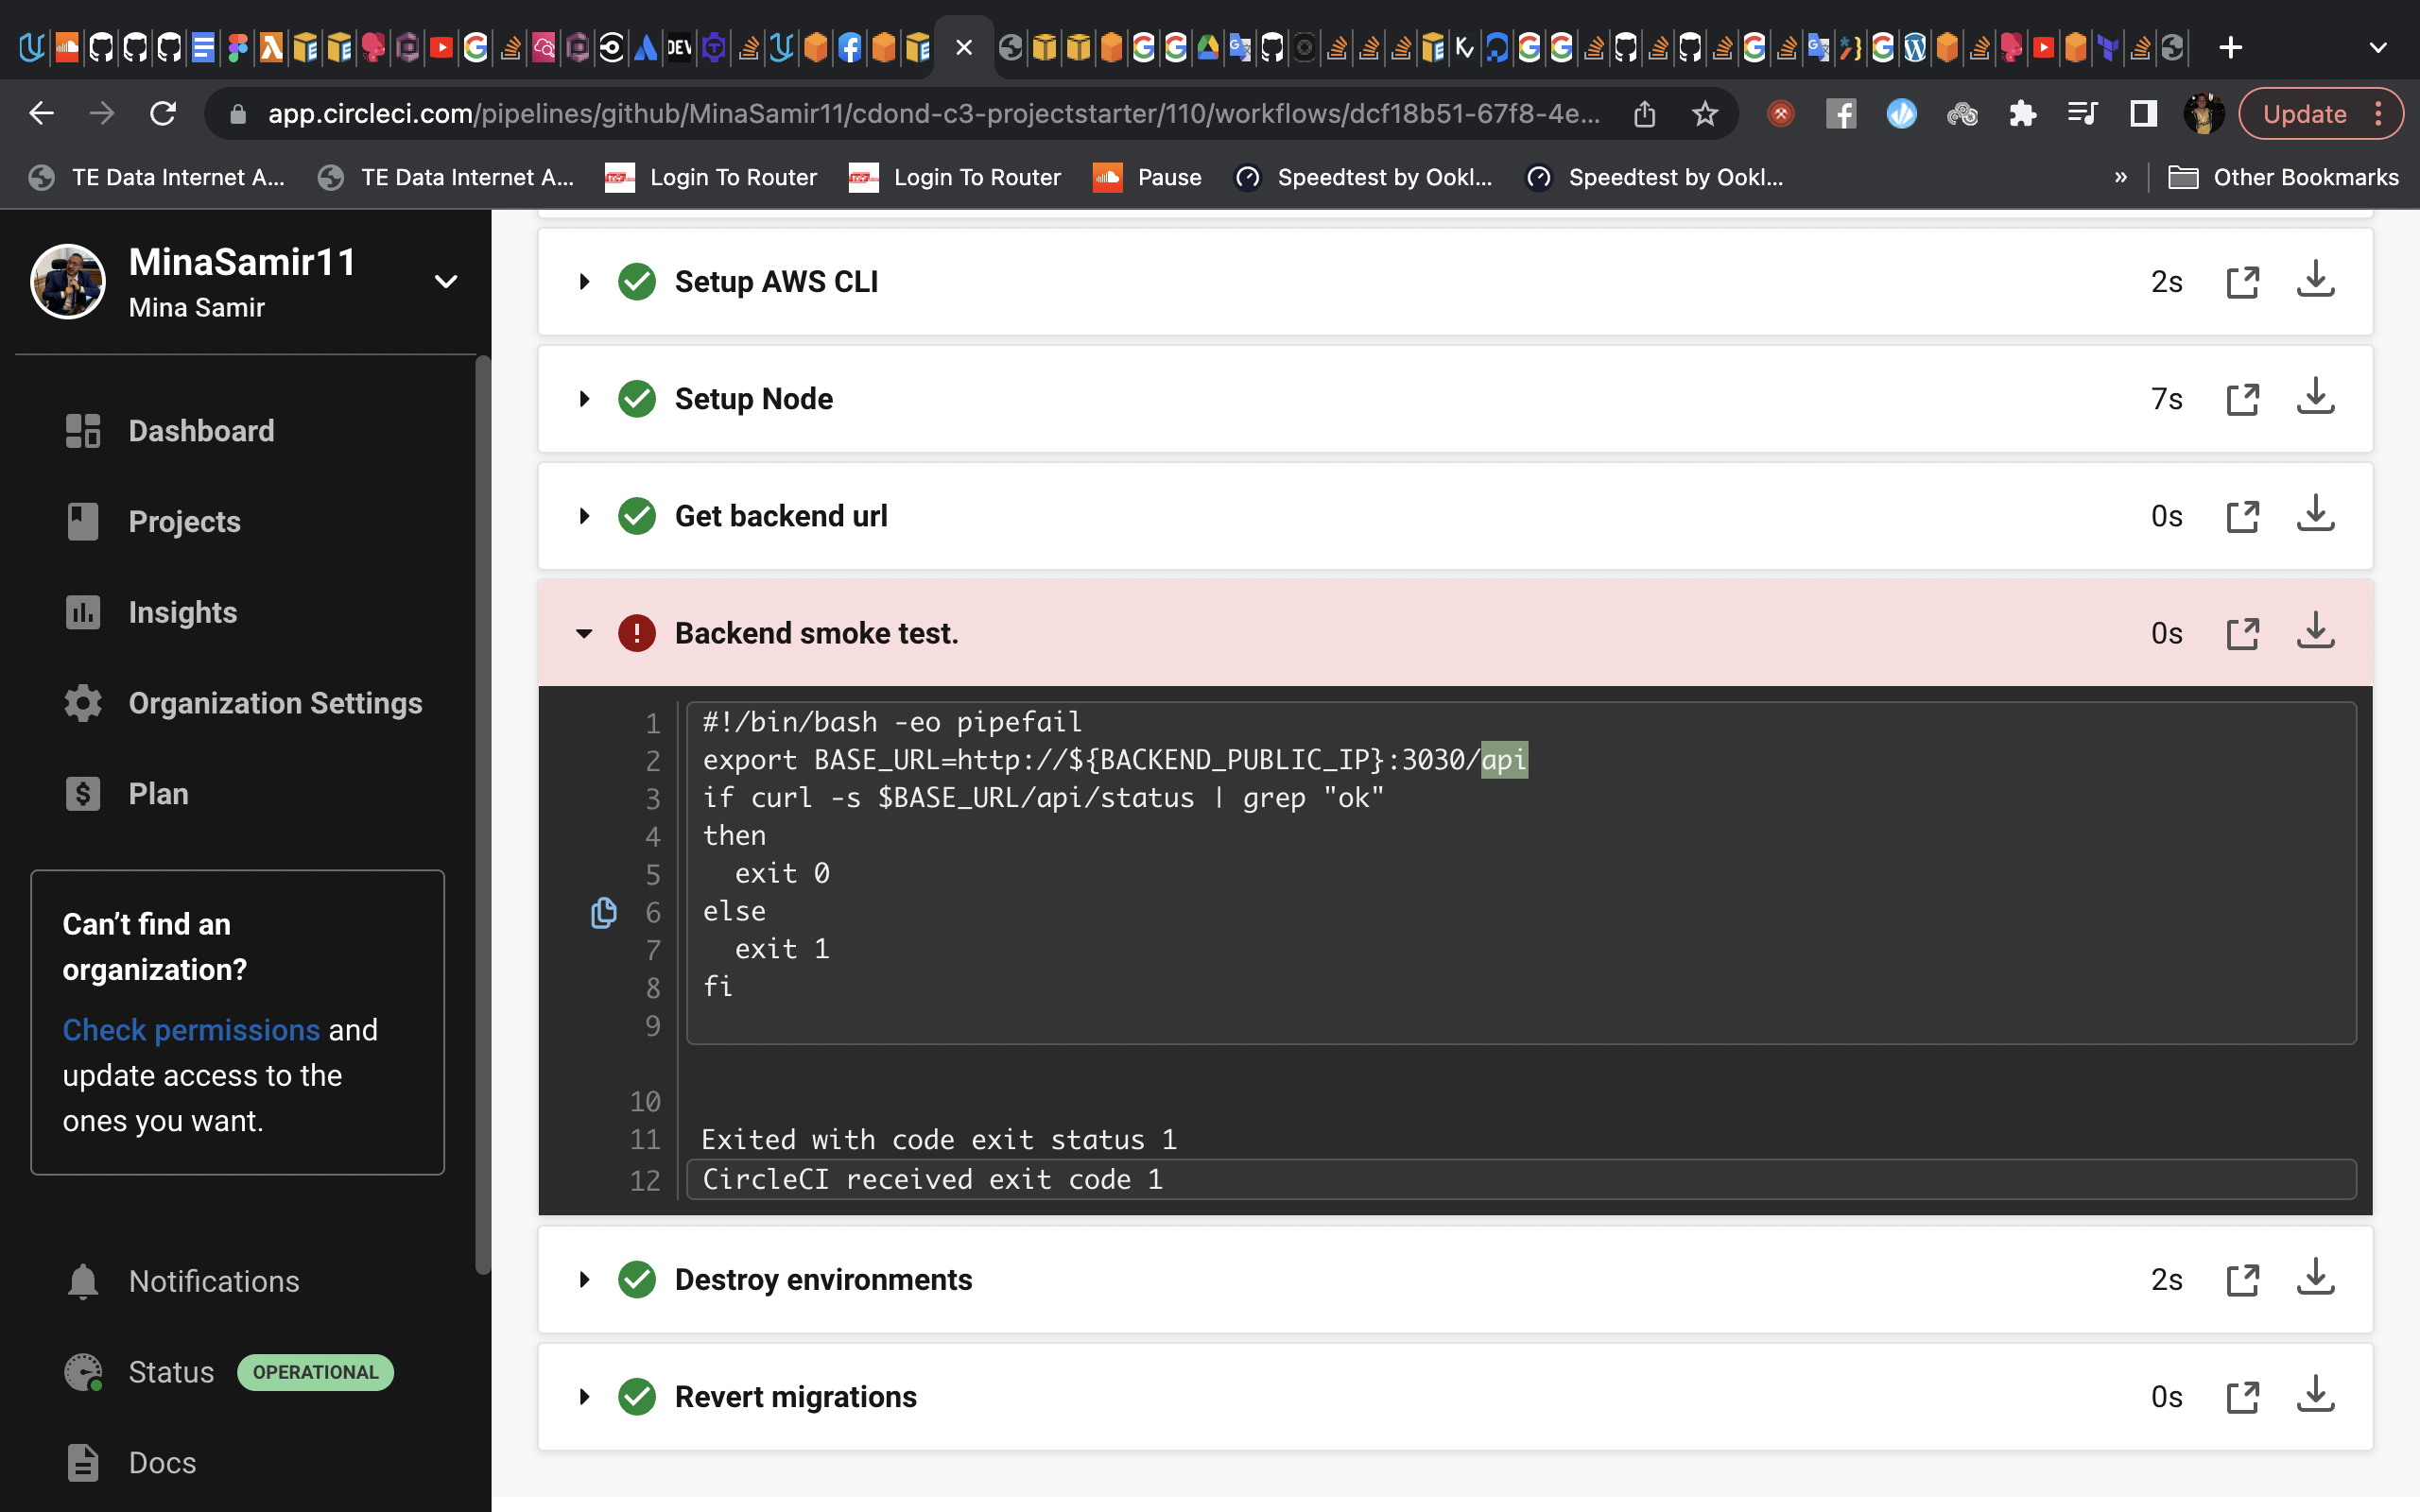 DEV
app.circleci.com/pipelines/github/MinaSamir11/cdond-c3-projectstarter/110/workflows/dcf18b51-67f8-4e...
Update
TE Data Internet A...
TE Data Internet A...
Login To Router
Login To Router
Pause
Speedtest by Ookl...
Speedtest by Ookl...
»
Other Bookmarks
MinaSamir11
Mina Samir
Dashboard
Projects
Insights
Organization Settings
Plan
Can't find an
organization?
Check permissions and
update access to the
ones you want.
Notifications
Status OPERATIONAL
Docs
Setup AWS CLI 2s
Setup Node 7s
Get backend url 0s
Backend smoke test. 0s
1 #!/bin/bash -eo pipefail
2 export BASE_URL=http://${BACKEND_PUBLIC_IP}:3030/api
3 if curl -s $BASE_URL/api/status | grep "ok"
4 then
5   exit 0
6 else
7   exit 1
8 fi
9
10
11 Exited with code exit status 1
12 CircleCI received exit code 1
Destroy environments 2s
Revert migrations 0s